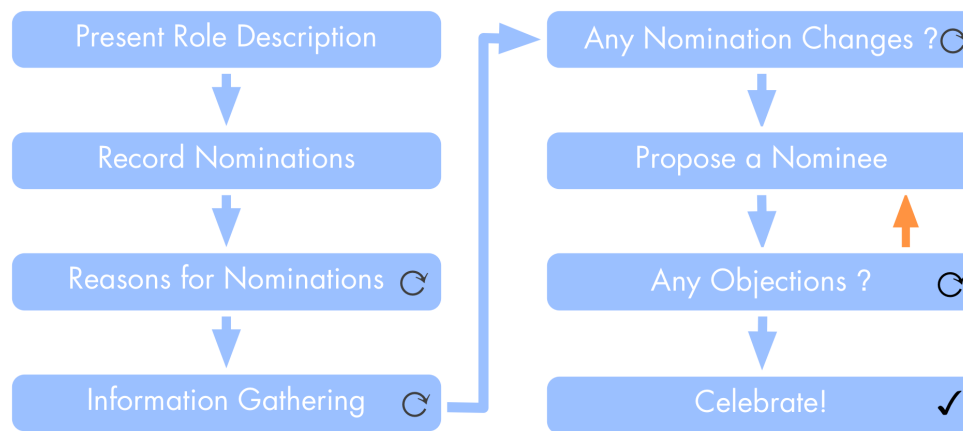 Present Role Description
Record Nominations
Reasons for Nominations
Information Gathering
Any Nomination Changes ?
Propose a Nominee
Any Objections ?
Celebrate!